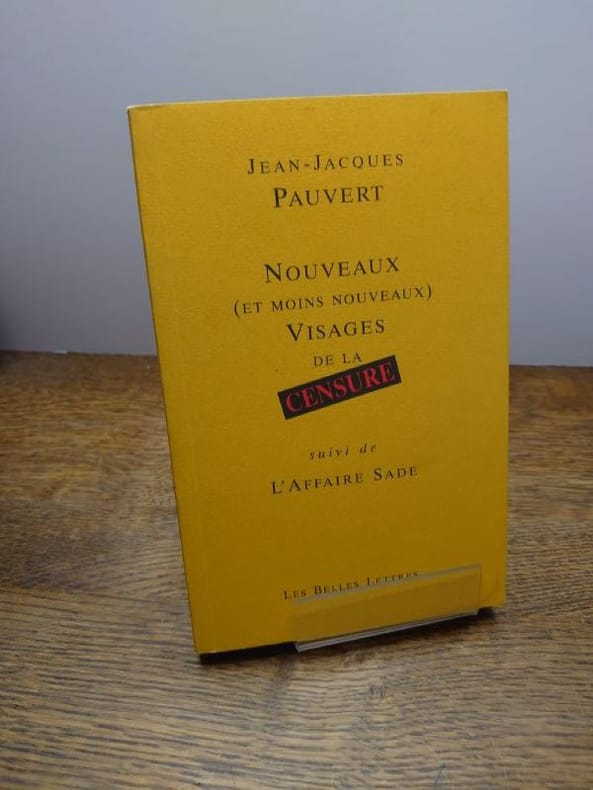 JEAN-JACQUES
PAUVERT
NOUVEAUX
(ET MOINS NOUVEAUX)
VISAGES
DE LA
CENSURE
suivi de
L'AFFAIRE SADE
LES BELLES LETTRES